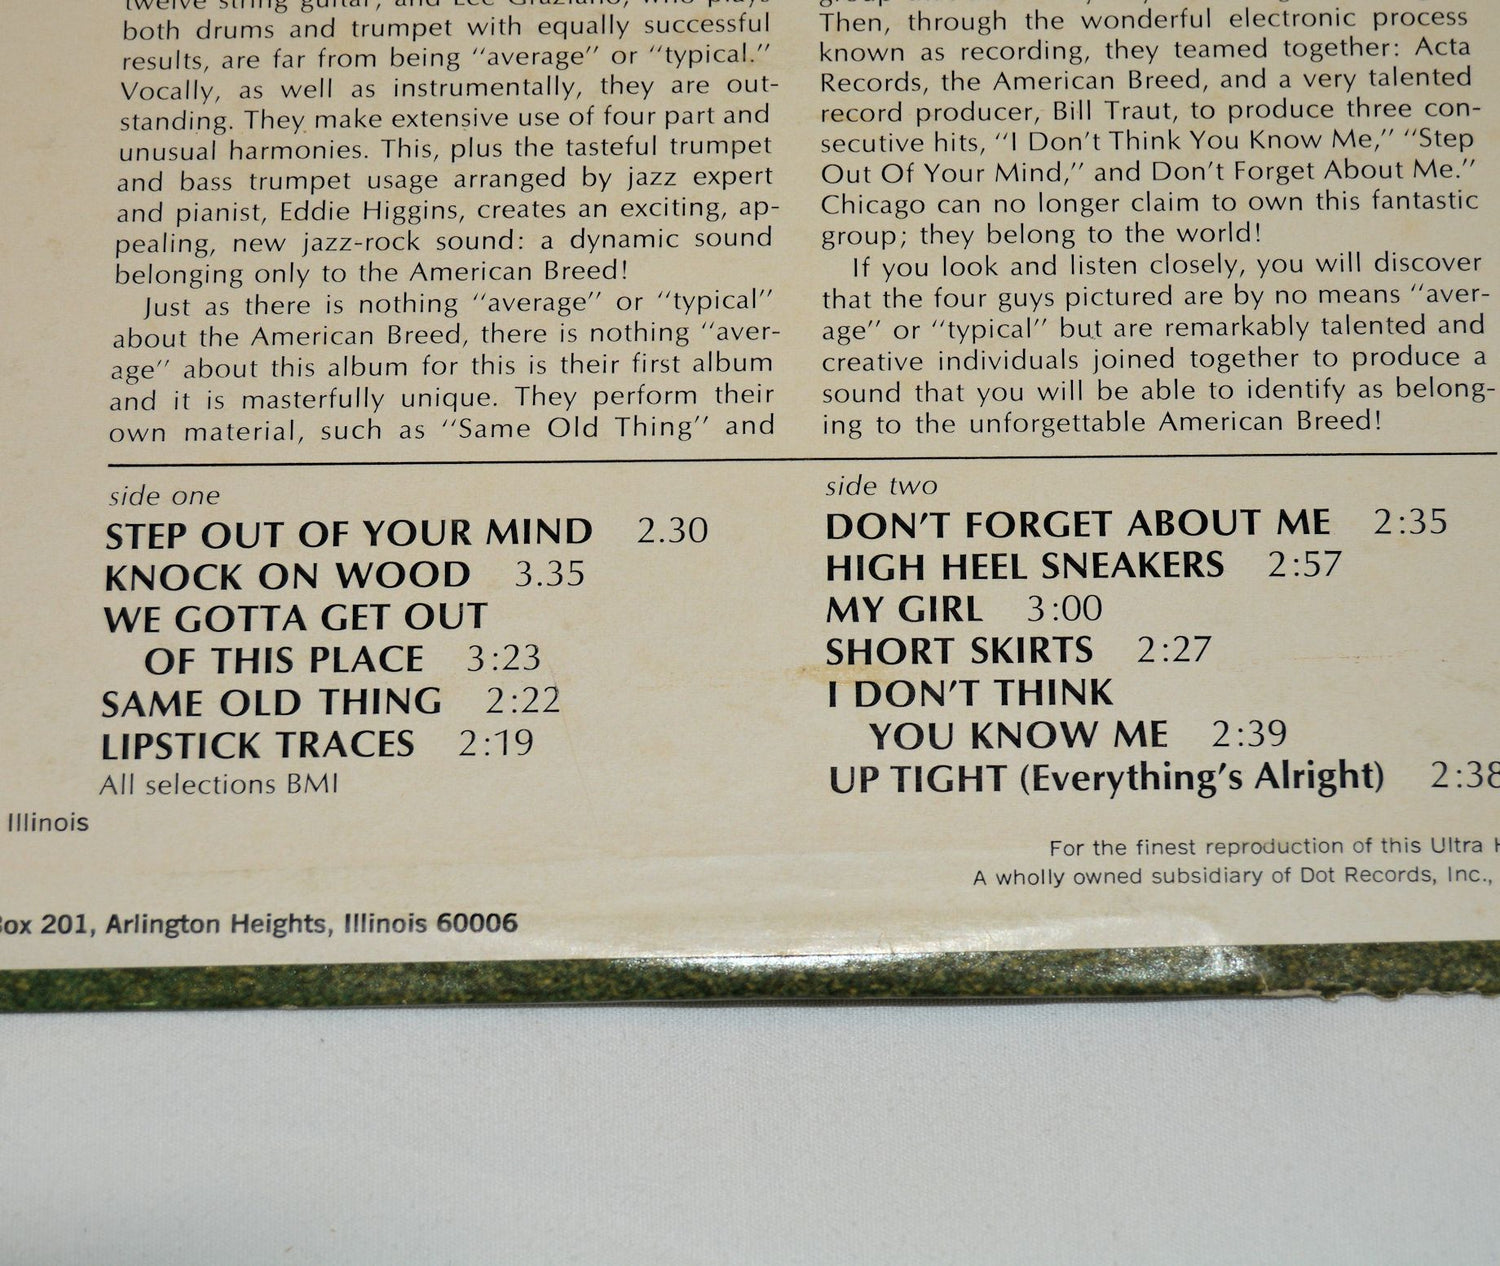 twelve string guitar, and Lee Graziano, who plays
both drums and trumpet with equally successful
results, are far from being “average” or “typical.”
Vocally, as well as instrumentally, they are out-
standing. They make extensive use of four part and
unusual harmonies. This, plus the tasteful trumpet
and bass trumpet usage arranged by jazz expert
and pianist, Eddie Higgins, creates an exciting, ap-
pealing, new jazz-rock sound: a dynamic sound
belonging only to the American Breed!
Just as there is nothing “average” or “typical”
about the American Breed, there is nothing “aver-
age” about this album for this is their first album
and it is masterfully unique. They perform their
own material, such as “Same Old Thing” and
Then, through the wonderful electronic process
known as recording, they teamed together: Acta
Records, the American Breed, and a very talented
record producer, Bill Traut, to produce three con-
secutive hits, “I Don’t Think You Know Me,” “Step
Out Of Your Mind,” and Don’t Forget About Me.”
Chicago can no longer claim to own this fantastic
group; they belong to the world!
If you look and listen closely, you will discover
that the four guys pictured are by no means “aver-
age” or “typical” but are remarkably talented and
creative individuals joined together to produce a
sound that you will be able to identify as belong-
ing to the unforgettable American Breed!
side one
STEP OUT OF YOUR MIND 2.30
KNOCK ON WOOD 3.35
WE GOTTA GET OUT
OF THIS PLACE 3:23
SAME OLD THING 2:22
LIPSTICK TRACES 2:19
All selections BMI
side two
DON’T FORGET ABOUT ME 2:35
HIGH HEEL SNEAKERS 2:57
MY GIRL 3:00
SHORT SKIRTS 2:27
I DON’T THINK
YOU KNOW ME 2:39
UP TIGHT (Everything’s Alright) 2:38
Illinois
For the finest reproduction of this Ultra
A wholly owned subsidiary of Dot Records, Inc.,
Box 201, Arlington Heights, Illinois 60006